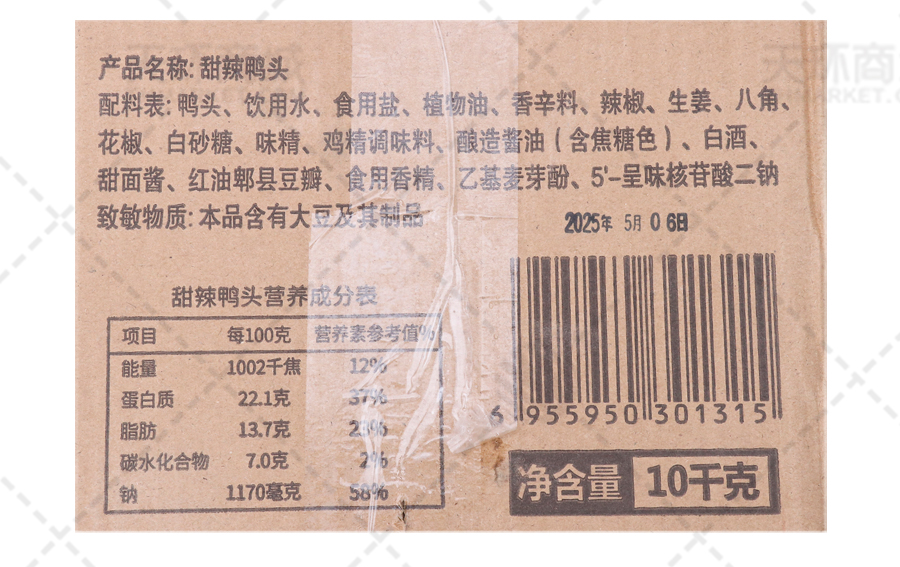 产品名称: 甜辣鸭头
配料表: 鸭头、饮用水、食用盐、植物油、香辛料、辣椒、生姜、八角、
花椒、白砂糖、味精、鸡精调味料、酿造酱油（含焦糖色）、白酒、
甜面酱、红油郫县豆瓣、食用香精、乙基麦芽酚、5'-呈味核苷酸二钠
致敏物质: 本品含有大豆及其制品
2025年 5月 06日
甜辣鸭头营养成分表
项目 每100克 营养素参考值%
能量 1002千焦 12%
蛋白质 22.1克 37%
脂肪 13.7克 23%
碳水化合物 7.0克 2%
钠 1170毫克 58%
6 955950 301315
净含量 10千克
天环商